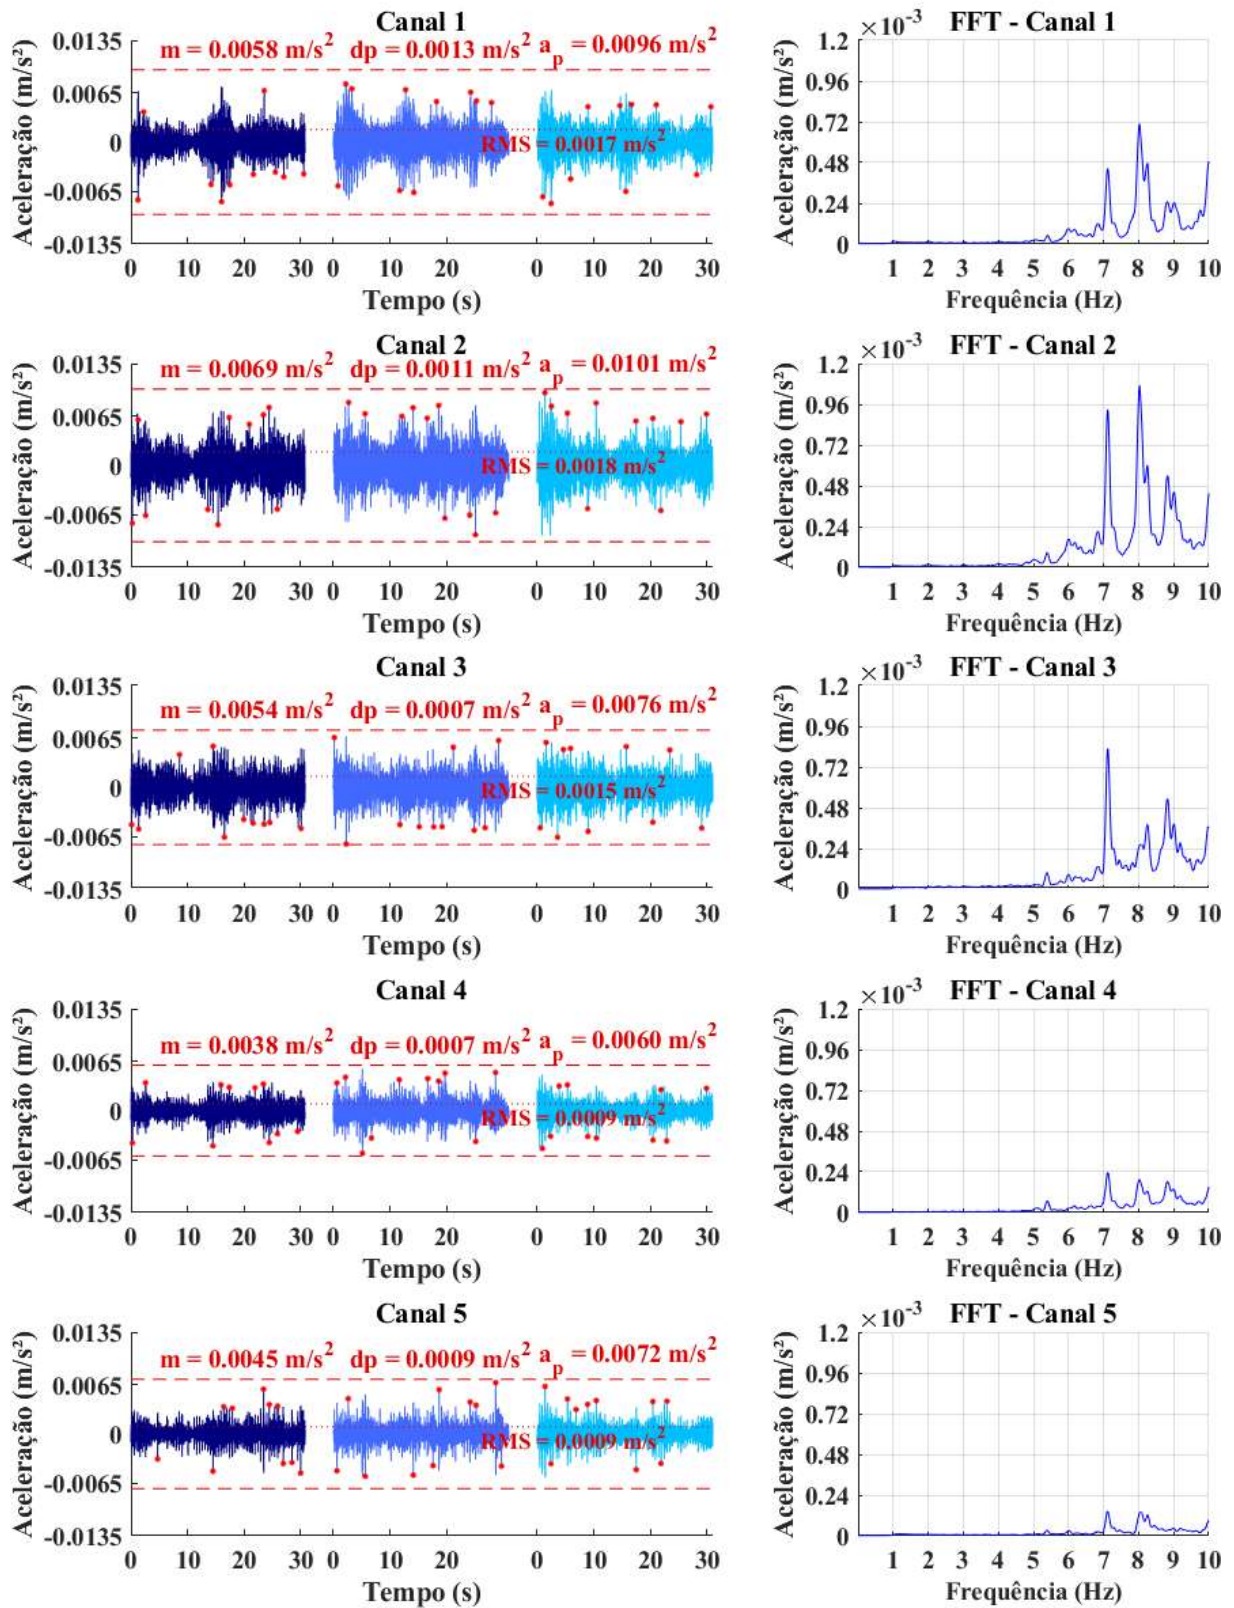 Canal 1
m = 0.0058 m/s² dp = 0.0013 m/s² a_p = 0.0096 m/s²
RMS = 0.0017 m/s²
Aceleração (m/s²)
0.0135
0.0065
0
-0.0065
-0.0135
0 10 20 30 0 10 20 0 10 20 30
Tempo (s)
FFT - Canal 1
×10⁻³
Aceleração (m/s²)
1.2
0.96
0.72
0.48
0.24
0
1 2 3 4 5 6 7 8 9 10
Frequência (Hz)
Canal 2
m = 0.0069 m/s² dp = 0.0011 m/s² a_p = 0.0101 m/s²
RMS = 0.0018 m/s²
Aceleração (m/s²)
0.0135
0.0065
0
-0.0065
-0.0135
0 10 20 30 0 10 20 0 10 20 30
Tempo (s)
FFT - Canal 2
×10⁻³
Aceleração (m/s²)
1.2
0.96
0.72
0.48
0.24
0
1 2 3 4 5 6 7 8 9 10
Frequência (Hz)
Canal 3
m = 0.0054 m/s² dp = 0.0007 m/s² a_p = 0.0076 m/s²
RMS = 0.0015 m/s²
Aceleração (m/s²)
0.0135
0.0065
0
-0.0065
-0.0135
0 10 20 30 0 10 20 0 10 20 30
Tempo (s)
FFT - Canal 3
×10⁻³
Aceleração (m/s²)
1.2
0.96
0.72
0.48
0.24
0
1 2 3 4 5 6 7 8 9 10
Frequência (Hz)
Canal 4
m = 0.0038 m/s² dp = 0.0007 m/s² a_p = 0.0060 m/s²
RMS = 0.0009 m/s²
Aceleração (m/s²)
0.0135
0.0065
0
-0.0065
-0.0135
0 10 20 30 0 10 20 0 10 20 30
Tempo (s)
FFT - Canal 4
×10⁻³
Aceleração (m/s²)
1.2
0.96
0.72
0.48
0.24
0
1 2 3 4 5 6 7 8 9 10
Frequência (Hz)
Canal 5
m = 0.0045 m/s² dp = 0.0009 m/s² a_p = 0.0072 m/s²
RMS = 0.0009 m/s²
Aceleração (m/s²)
0.0135
0.0065
0
-0.0065
-0.0135
0 10 20 30 0 10 20 0 10 20 30
Tempo (s)
FFT - Canal 5
×10⁻³
Aceleração (m/s²)
1.2
0.96
0.72
0.48
0.24
0
1 2 3 4 5 6 7 8 9 10
Frequência (Hz)